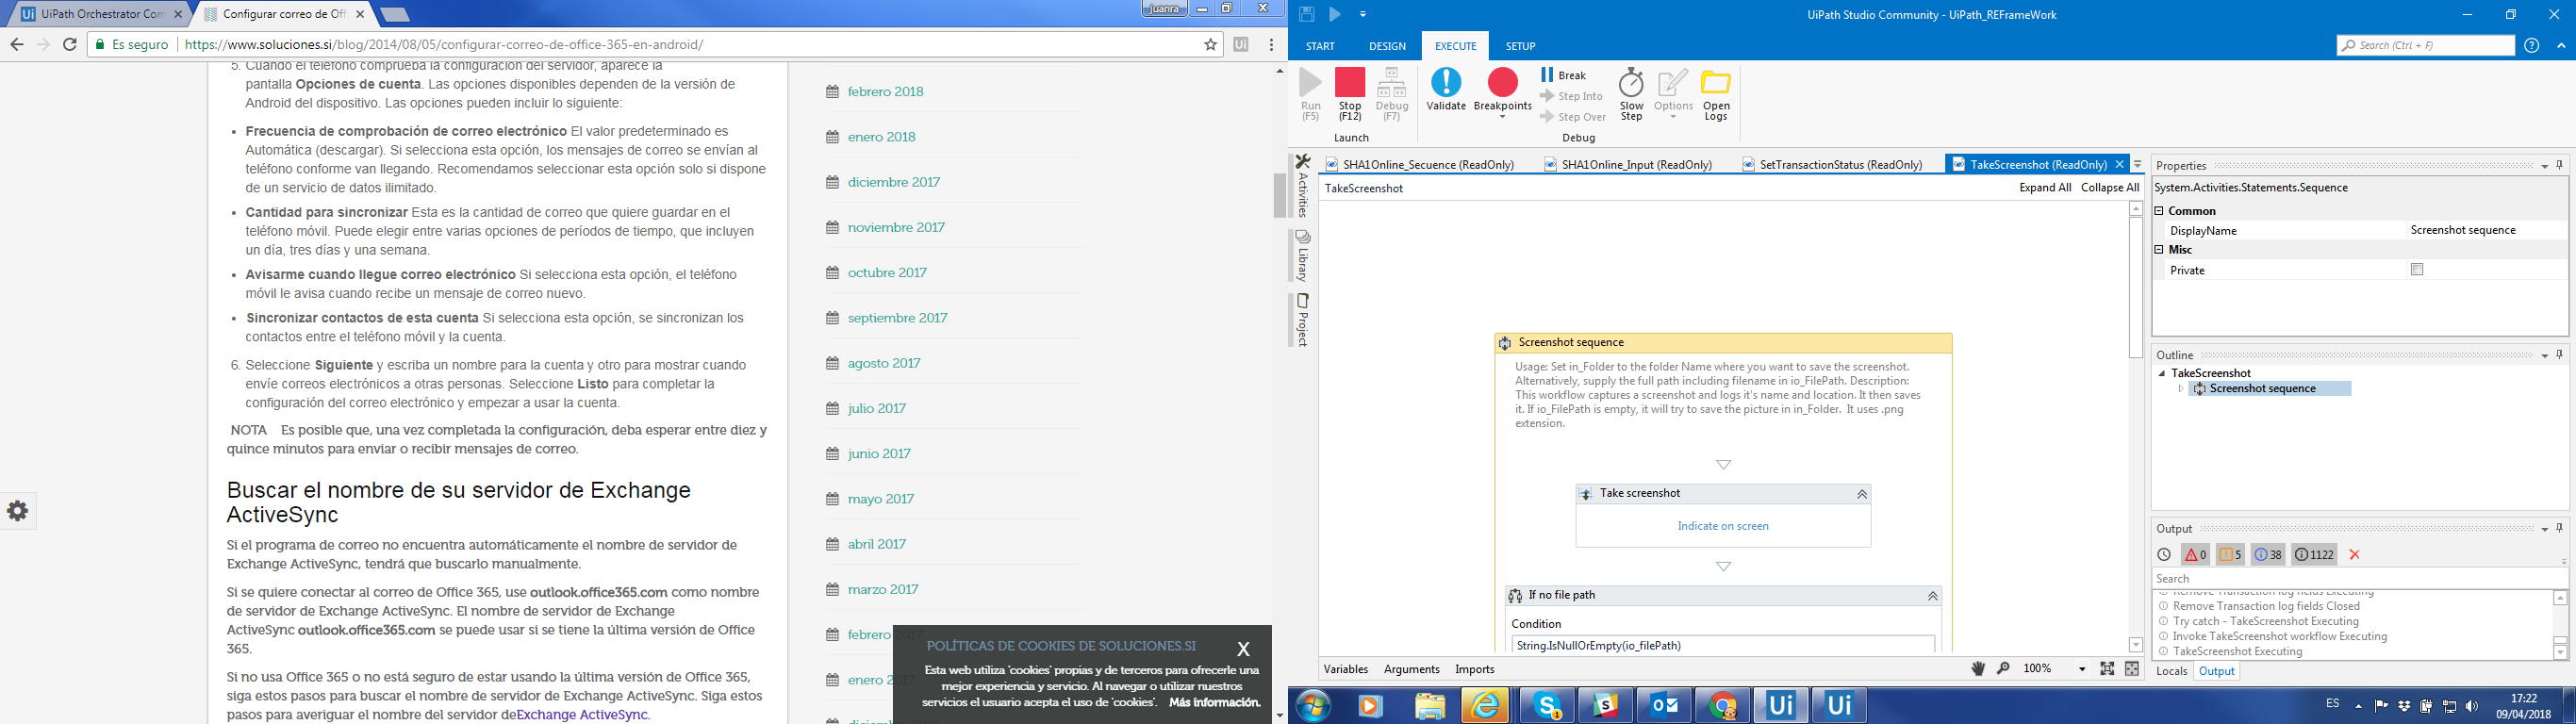 UiPath Orchestrator Com
Configurar correo de Of
juanra
Es seguro
https://www.soluciones.si/blog/2014/08/05/configurar-correo-de-office-365-en-android/
5. Cuando el teléfono comprueba la configuración del servidor, aparece la
pantalla Opciones de cuenta. Las opciones disponibles dependen de la versión de
Android del dispositivo. Las opciones pueden incluir lo siguiente:
• Frecuencia de comprobación de correo electrónico El valor predeterminado es
Automática (descargar). Si selecciona esta opción, los mensajes de correo se envían al
teléfono conforme van llegando. Recomendamos seleccionar esta opción solo si dispone
de un servicio de datos ilimitado.
• Cantidad para sincronizar Esta es la cantidad de correo que quiere guardar en el
teléfono móvil. Puede elegir entre varias opciones de períodos de tiempo, que incluyen
un día, tres días y una semana.
• Avisarme cuando llegue correo electrónico Si selecciona esta opción, el teléfono
móvil le avisa cuando recibe un mensaje de correo nuevo.
• Sincronizar contactos de esta cuenta Si selecciona esta opción, se sincronizan los
contactos entre el teléfono móvil y la cuenta.
6. Seleccione Siguiente y escriba un nombre para la cuenta y otro para mostrar cuando
envíe correos electrónicos a otras personas. Seleccione Listo para completar la
configuración del correo electrónico y empezar a usar la cuenta.
NOTA Es posible que, una vez completada la configuración, deba esperar entre diez y
quince minutos para enviar o recibir mensajes de correo.
Buscar el nombre de su servidor de Exchange
ActiveSync
Si el programa de correo no encuentra automáticamente el nombre de servidor de
Exchange ActiveSync, tendrá que buscarlo manualmente.
Si se quiere conectar al correo de Office 365, use outlook.office365.com como nombre
de servidor de Exchange ActiveSync. El nombre de servidor de Exchange
ActiveSync outlook.office365.com se puede usar si se tiene la última versión de Office
365.
Si no usa Office 365 o no está seguro de estar usando la última versión de Office 365,
siga estos pasos para buscar el nombre de servidor de Exchange ActiveSync. Siga estos
pasos para averiguar el nombre del servidor deExchange ActiveSync.
febrero 2018
enero 2018
diciembre 2017
noviembre 2017
octubre 2017
septiembre 2017
agosto 2017
julio 2017
junio 2017
mayo 2017
abril 2017
marzo 2017
febrero
enero
POLÍTICAS DE COOKIES DE SOLUCIONES.SI
X
Esta web utiliza 'cookies' propias y de terceros para ofrecerle una
mejor experiencia y servicio. Al navegar o utilizar nuestros
servicios el usuario acepta el uso de 'cookies'. Más información.
UiPath Studio Community - UiPath_REFrameWork
START
DESIGN
EXECUTE
SETUP
Search (Ctrl + F)
Run
(F5)
Stop
(F12)
Debug
(F7)
Launch
Validate
Breakpoints
Break
Step Into
Step Over
Slow
Step
Options
Open
Logs
Debug
Activities
Library
Project
SHA1Online_Secuence (ReadOnly)
SHA1Online_Input (ReadOnly)
SetTransactionStatus (ReadOnly)
TakeScreenshot (ReadOnly)
TakeScreenshot
Expand All
Collapse All
Screenshot sequence
Usage: Set in_Folder to the folder Name where you want to save the screenshot.
Alternatively, supply the full path including filename in io_FilePath. Description:
This workflow captures a screenshot and logs it's name and location. It then saves
it. If io_FilePath is empty, it will try to save the picture in in_Folder. It uses .png
extension.
Take screenshot
Indicate on screen
If no file path
Condition
String.IsNullOrEmpty(io_filePath)
Variables
Arguments
Imports
100%
Properties
System.Activities.Statements.Sequence
Common
DisplayName
Screenshot sequence
Misc
Private
Outline
TakeScreenshot
Screenshot sequence
Output
0
5
38
1122
Search
Remove Transaction log fields Executing
Remove Transaction log fields Closed
Try catch - TakeScreenshot Executing
Invoke TakeScreenshot workflow Executing
TakeScreenshot Executing
Locals
Output
ES
17:22
09/04/2018